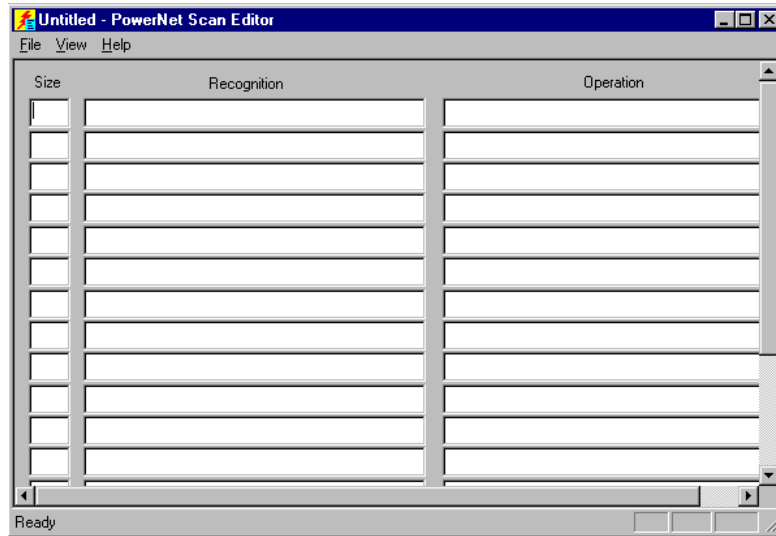 Untitled - PowerNet Scan Editor
File View Help
Size Recognition Operation
Ready